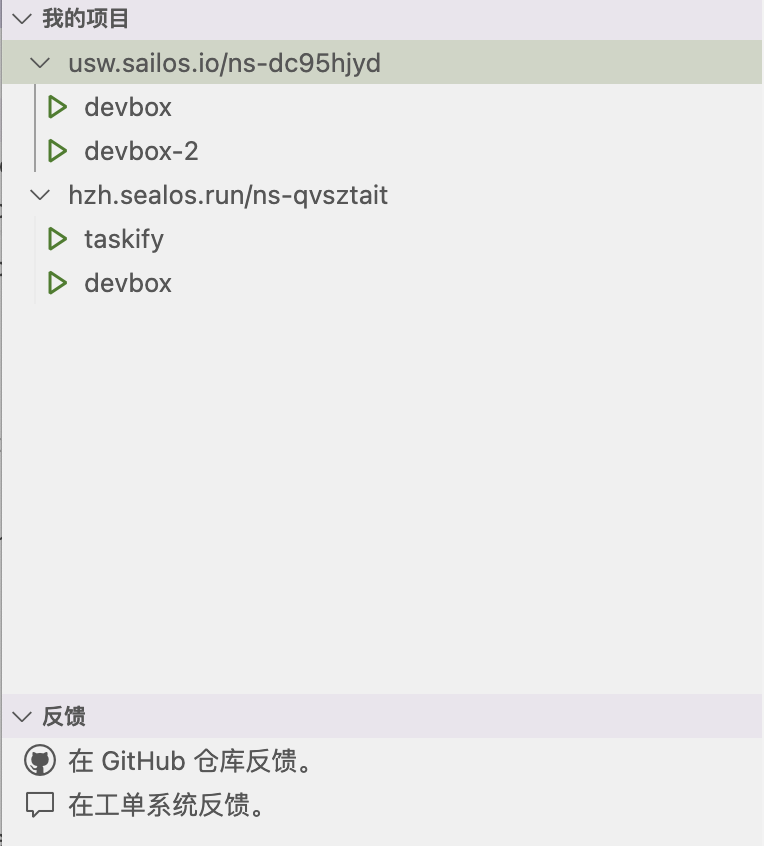 我的项目
usw.sailos.io/ns-dc95hjyd
devbox
devbox-2
hzh.sealos.run/ns-qvsztait
taskify
devbox
反馈
在 GitHub 仓库反馈。
在工单系统反馈。